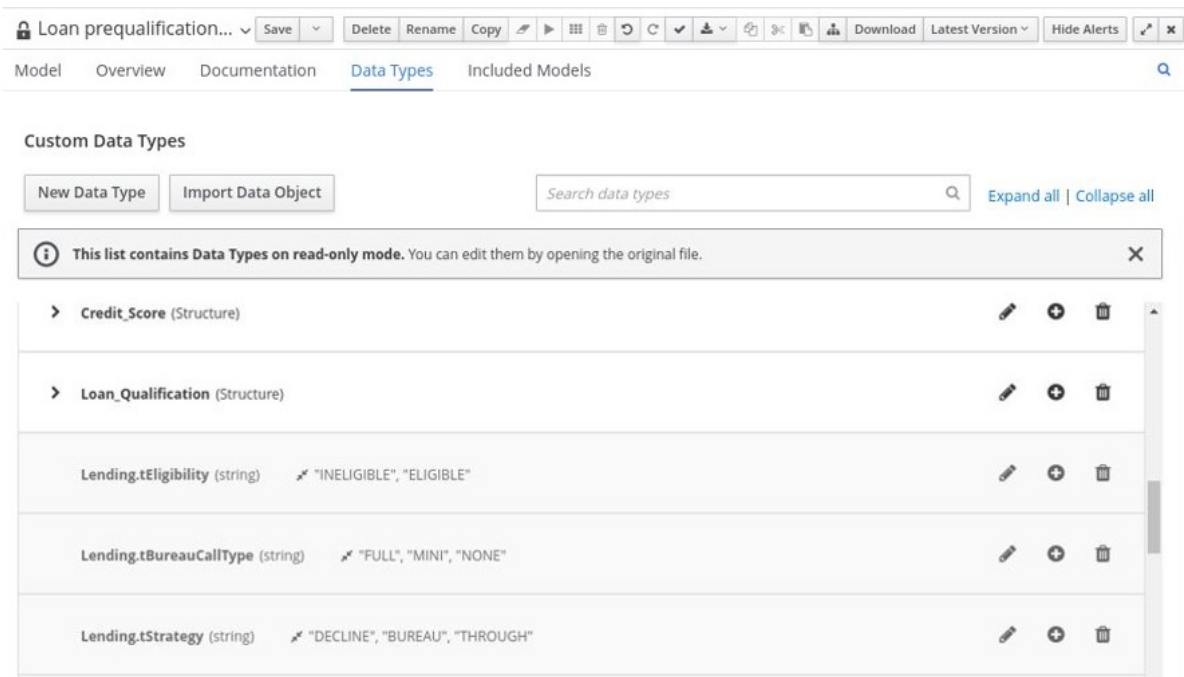 Loan prequalification... Save Delete Rename Copy Download Latest Version Hide Alerts
Model Overview Documentation Data Types Included Models
Custom Data Types
New Data Type Import Data Object Search data types Expand all | Collapse all
This list contains Data Types on read-only mode. You can edit them by opening the original file.
Credit_Score (Structure)
Loan_Qualification (Structure)
Lending.tEligibility (string) "INELIGIBLE", "ELIGIBLE"
Lending.tBureauCallType (string) "FULL", "MINI", "NONE"
Lending.tStrategy (string) "DECLINE", "BUREAU", "THROUGH"